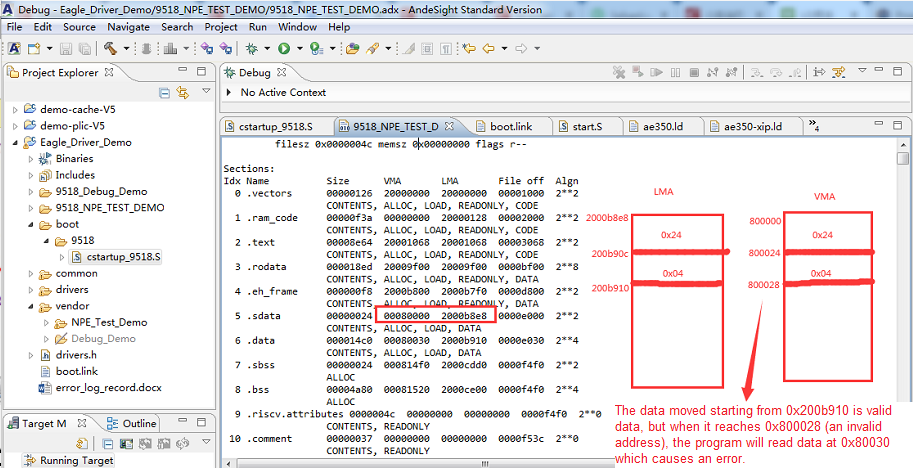 Debug - Eagle_Driver_Demo/9518_NPE_TEST_DEMO/9518_NPE_TEST_DEMO.adx - AndeSight Standard Version
File Edit Source Navigate Search Project Run Window Help
Project Explorer
demo-cache-V5
demo-plic-V5
Eagle_Driver_Demo
Binaries
Includes
9518_Debug_Demo
9518_NPE_TEST_DEMO
boot
9518
cstartup_9518.S
common
drivers
vendor
NPE_Test_Demo
Debug_Demo
drivers.h
boot.link
error_log_record.docx
Target M Outline
Running Target
Debug
No Active Context
cstartup_9518.S 9518_NPE_TEST_D boot.link start.S ae350.ld ae350-xip.ld 4
filesz 0x0000004c memsz 0x00000000 flags r--
Sections:
Idx Name Size VMA LMA File off Algn
0 .vectors 00000126 20000000 20000000 00001000 2**2
CONTENTS, ALLOC, LOAD, READONLY, CODE
1 .ram_code 00000f3a 00000000 20000128 00002000 2**2
CONTENTS, ALLOC, LOAD, READONLY, CODE
2 .text 00008e64 20001068 20001068 00003068 2**2
CONTENTS, ALLOC, LOAD, READONLY, CODE
3 .rodata 000018ed 20009f00 20009f00 0000bf00 2**8
CONTENTS, ALLOC, LOAD, READONLY, DATA
4 .eh_frame 000000f8 2000b800 2000b7f0 0000d800 2**2
CONTENTS, ALLOC, LOAD, READONLY, DATA
5 .sdata 00000024 00080000 2000b8e8 0000e000 2**2
CONTENTS, ALLOC, LOAD, DATA
6 .data 000014c0 00080030 2000b910 0000e030 2**4
CONTENTS, ALLOC, LOAD, DATA
7 .sbss 00000024 000814f0 2000cdd0 0000f4f0 2**2
ALLOC
8 .bss 00004a80 00081520 2000ce00 0000f4f0 2**4
ALLOC
9 .riscv.attributes 0000004c 00000000 00000000 0000f4f0 2**0
CONTENTS, READONLY
10 .comment 00000037 00000000 00000000 0000f53c 2**0
CONTENTS, READONLY
LMA
2000b8e8
0x24
200b90c
0x04
200b910
VMA
800000
0x24
800024
0x04
800028
The data moved starting from 0x200b910 is valid
data, but when it reaches 0x800028 (an invalid
address), the program will read data at 0x80030
which causes an error.